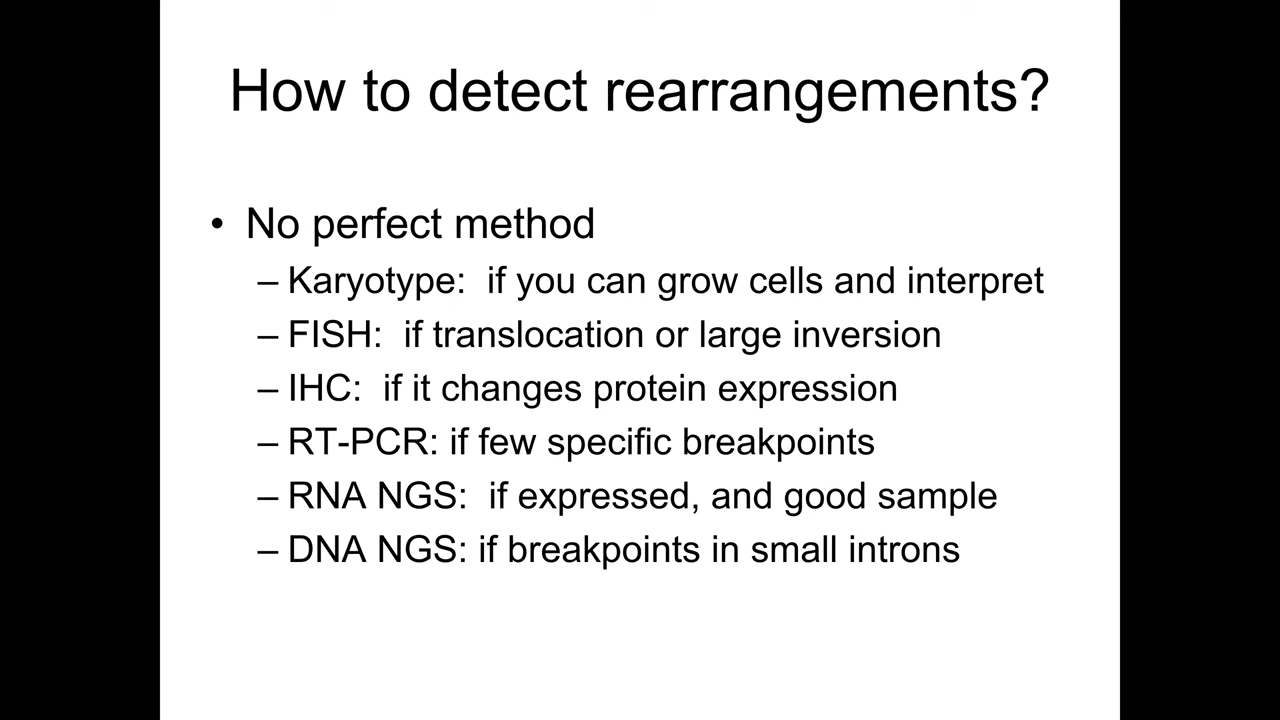 How to detect rearrangements?
• No perfect method
– Karyotype:  if you can grow cells and interpret
– FISH:  if translocation or large inversion
– IHC:  if it changes protein expression
– RT-PCR: if few specific breakpoints
– RNA NGS:  if expressed, and good sample
– DNA NGS: if breakpoints in small introns